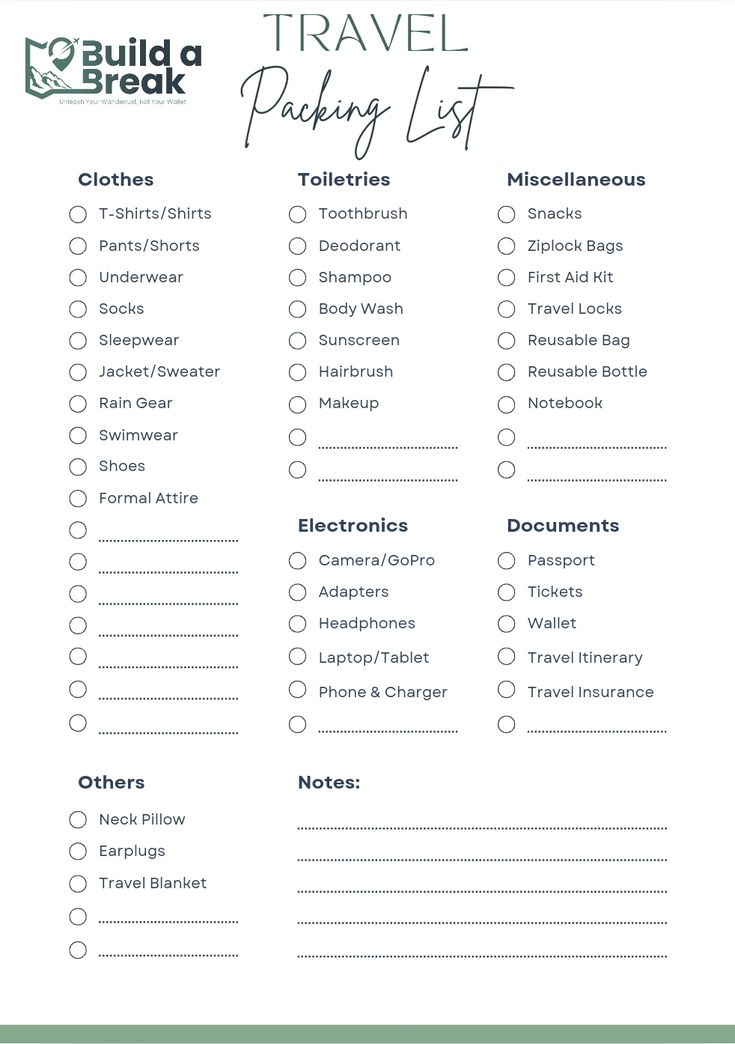 Build a
Break
Unleash Your Wanderlust, Not Your Wallet
TRAVEL
Packing List
Clothes
T-Shirts/Shirts
Pants/Shorts
Underwear
Socks
Sleepwear
Jacket/Sweater
Rain Gear
Swimwear
Shoes
Formal Attire
Toiletries
Toothbrush
Deodorant
Shampoo
Body Wash
Sunscreen
Hairbrush
Makeup
Miscellaneous
Snacks
Ziplock Bags
First Aid Kit
Travel Locks
Reusable Bag
Reusable Bottle
Notebook
Electronics
Camera/GoPro
Adapters
Headphones
Laptop/Tablet
Phone & Charger
Documents
Passport
Tickets
Wallet
Travel Itinerary
Travel Insurance
Others
Neck Pillow
Earplugs
Travel Blanket
Notes: